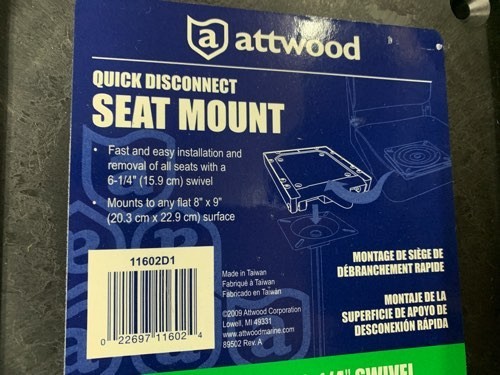 a attwood
QUICK DISCONNECT
SEAT MOUNT
• Fast and easy installation and
removal of all seats with a
6-1/4" (15.9 cm) swivel
• Mounts to any flat 8" x 9"
(20.3 cm x 22.9 cm) surface
11602D1
0 22697 11602 4
Made in Taiwan
Fabriqué à Taiwan
Fabricado en Taiwan
©2009 Attwood Corporation
Lowell, MI 49331
www.attwoodmarine.com
89502 Rev. A
MONTAGE DE SIÈGE DE
DÉBRANCHEMENT RAPIDE
MONTAJE DE LA
SUPERFICIE DE APOYO DE
DESCONEXIÓN RÁPIDA
1/4" SWIVEL